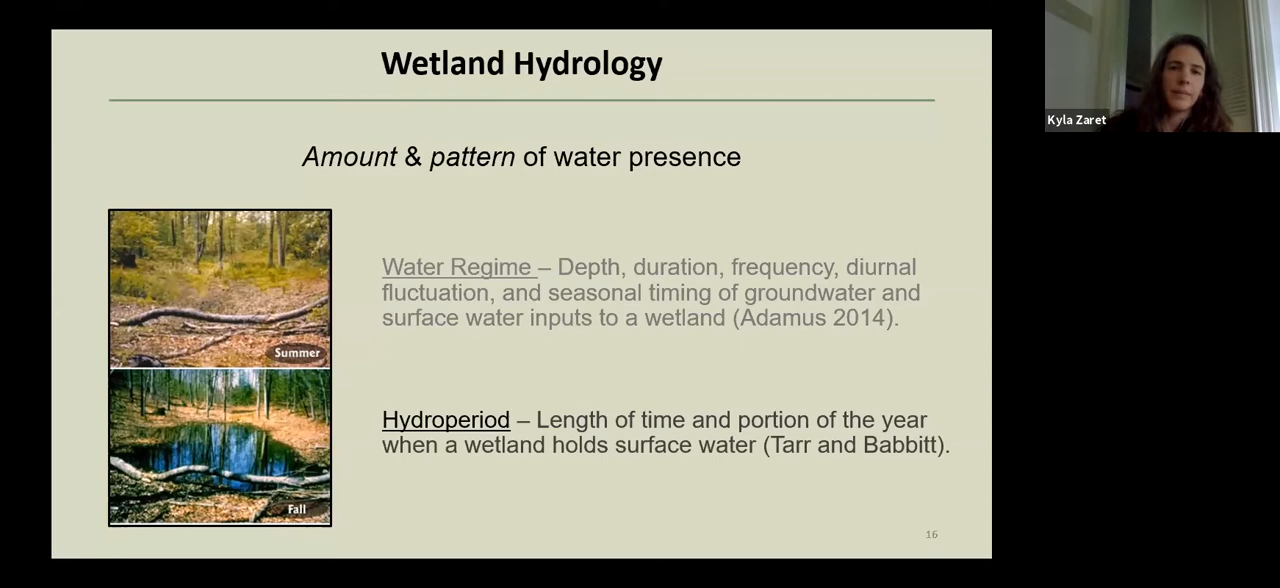 Wetland Hydrology
Amount & pattern of water presence
Water Regime – Depth, duration, frequency, diurnal
fluctuation, and seasonal timing of groundwater and
surface water inputs to a wetland (Adamus 2014).
Summer
Hydroperiod – Length of time and portion of the year
when a wetland holds surface water (Tarr and Babbitt).
Fall
16
Kyla Zaret